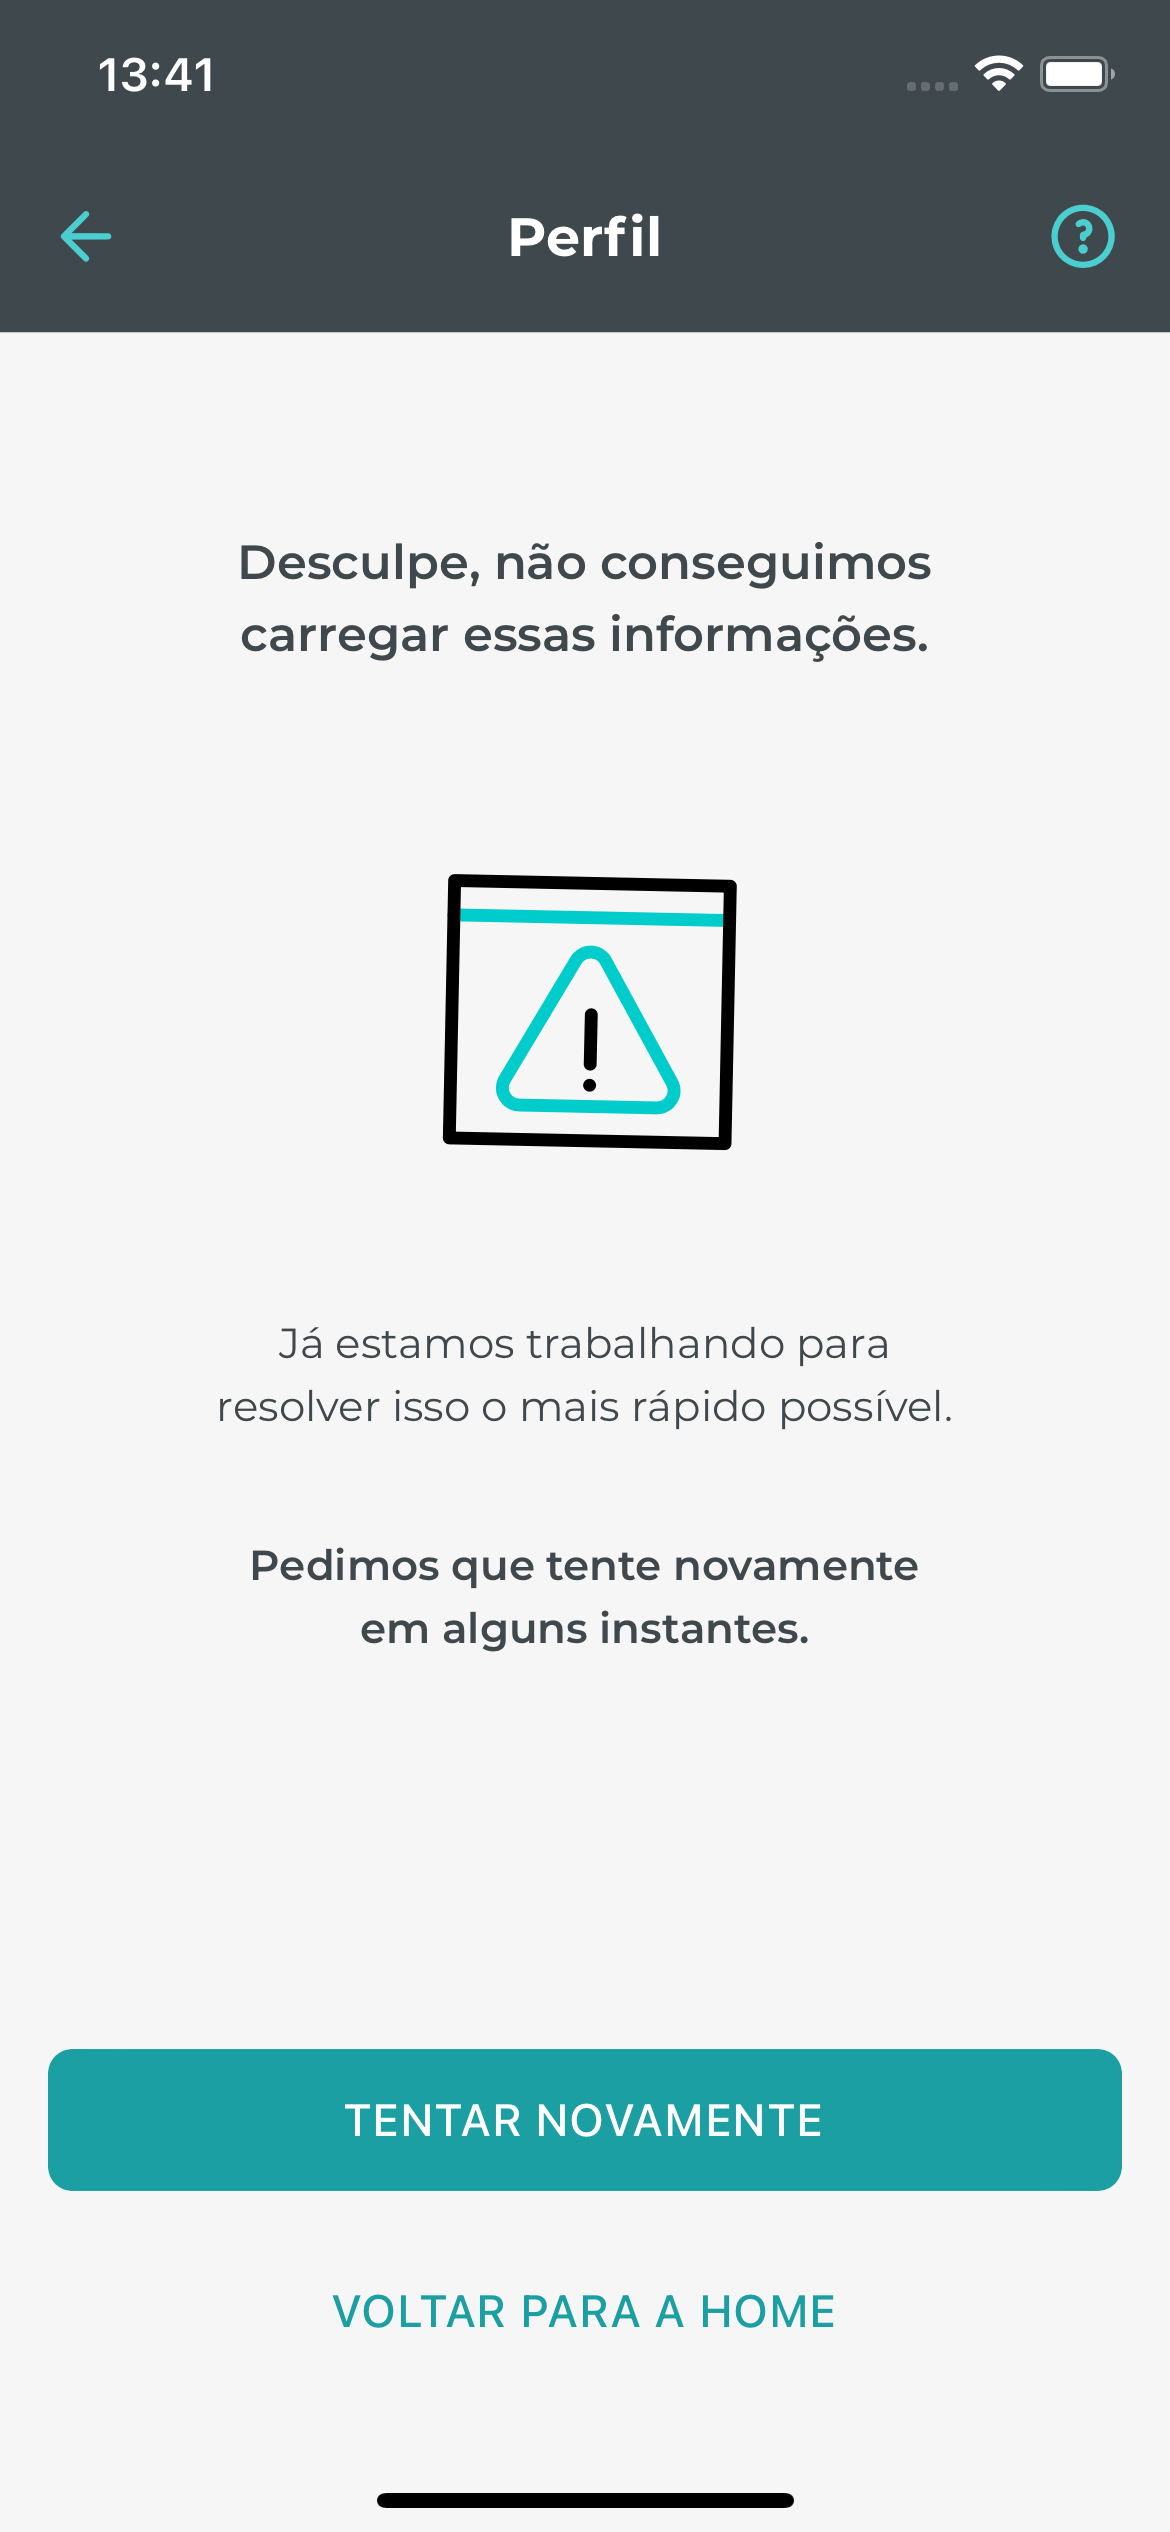 13:41
Perfil
Desculpe, não conseguimos
carregar essas informações.
Já estamos trabalhando para
resolver isso o mais rápido possível.
Pedimos que tente novamente
em alguns instantes.
TENTAR NOVAMENTE
VOLTAR PARA A HOME